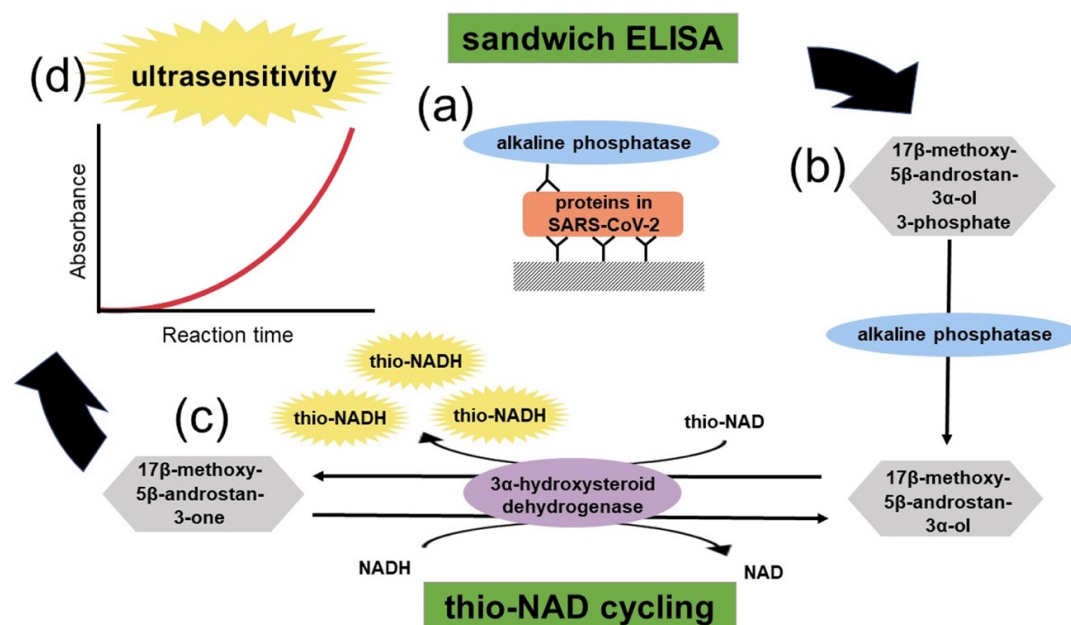 sandwich ELISA
(d)
ultrasensitivity
Absorbance
Reaction time
(a)
alkaline phosphatase
proteins in
SARS-CoV-2
(b)
17β-methoxy-
5β-androstan-
3α-ol
3-phosphate
alkaline phosphatase
thio-NADH
thio-NADH
thio-NADH
thio-NAD
(c)
17β-methoxy-
5β-androstan-
3-one
3α-hydroxysteroid
dehydrogenase
17β-methoxy-
5β-androstan-
3α-ol
NADH
NAD
thio-NAD cycling